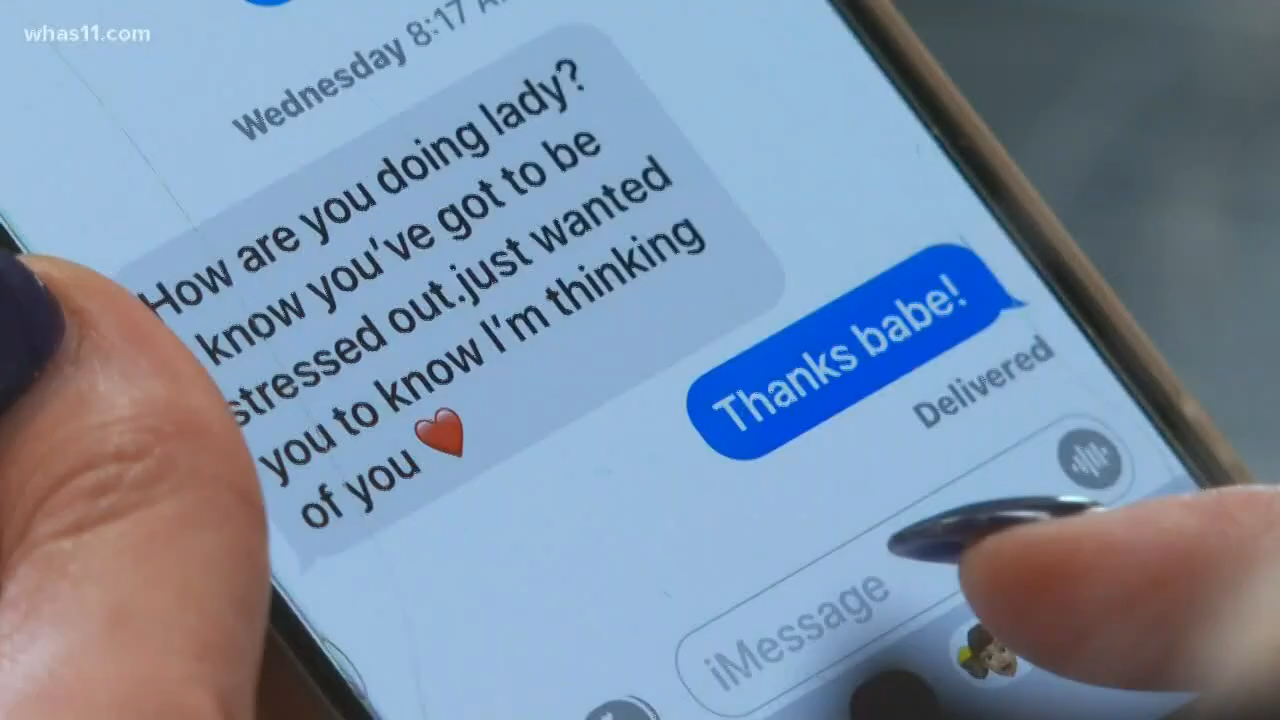 whas11.com
Wednesday 8:17 A
How are you doing lady?
know you've got to be
stressed out.just wanted
you to know I'm thinking
of you ❤️
Thanks babe!
Delivered
iMessage